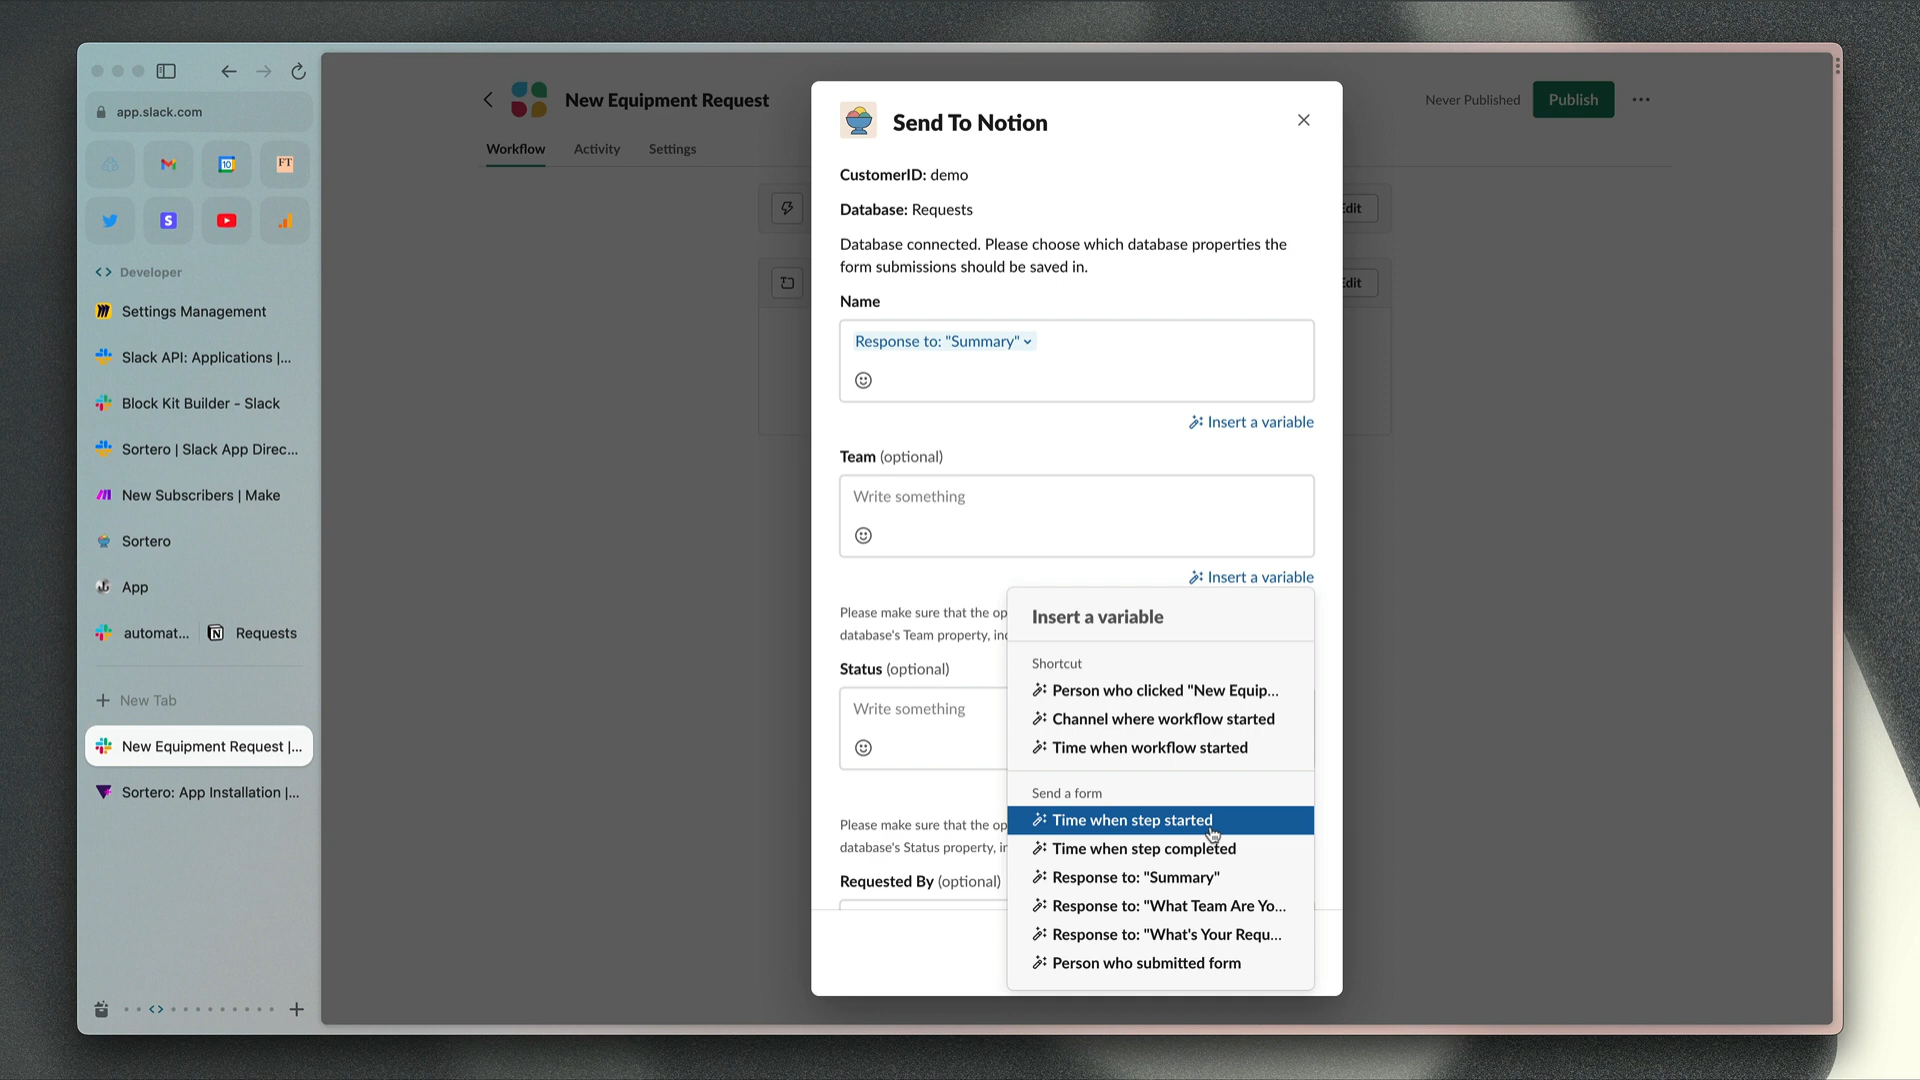 app.slack.com
10
FT
S
<> Developer
Settings Management
Slack API: Applications |...
Block Kit Builder - Slack
Sortero | Slack App Direc...
New Subscribers | Make
Sortero
App
automat...
Requests
New Tab
New Equipment Request |...
Sortero: App Installation |...
New Equipment Request
Never Published
Publish
Workflow
Activity
Settings
Edit
Edit
Send To Notion
CustomerID: demo
Database: Requests
Database connected. Please choose which database properties the
form submissions should be saved in.
Name
Response to: "Summary"
Insert a variable
Team (optional)
Write something
Insert a variable
Please make sure that the op
database's Team property, inc
Status (optional)
Write something
Please make sure that the op
database's Status property, i
Requested By (optional)
Insert a variable
Shortcut
Person who clicked "New Equip...
Channel where workflow started
Time when workflow started
Send a form
Time when step started
Time when step completed
Response to: "Summary"
Response to: "What Team Are Yo...
Response to: "What's Your Requ...
Person who submitted form